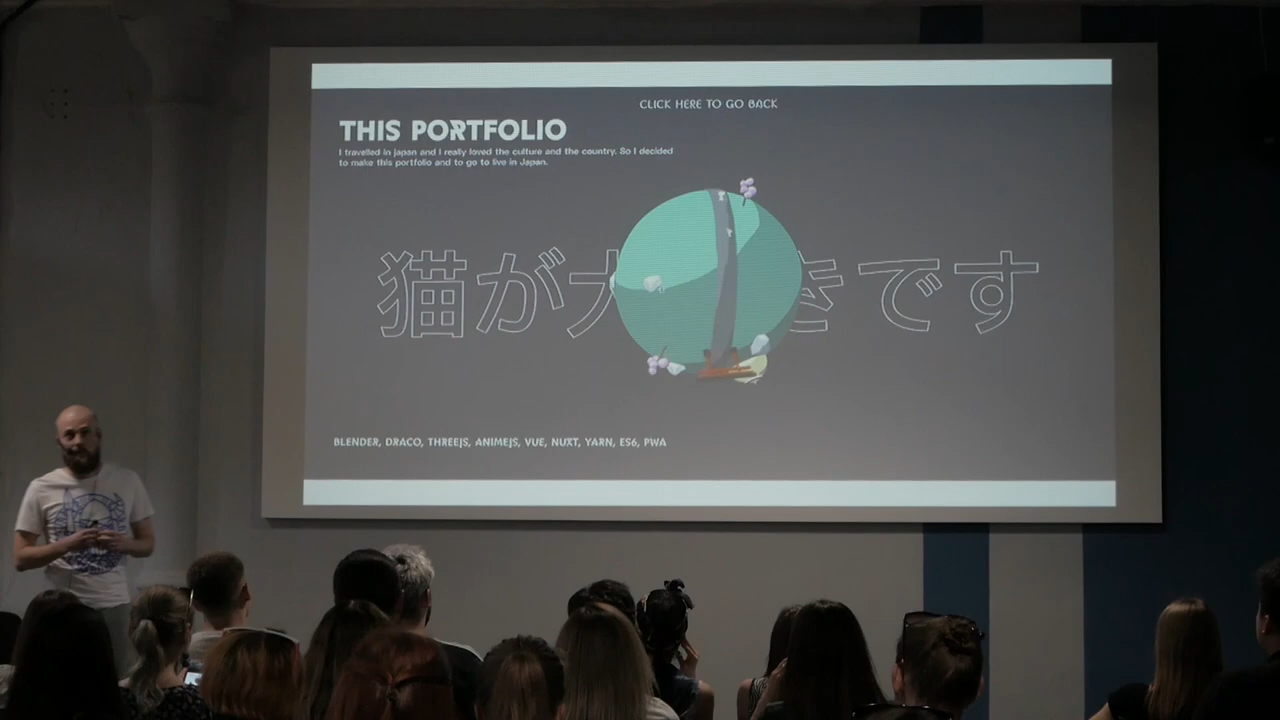 CLICK HERE TO GO BACK
THIS PORTFOLIO
I travelled in japan and I really loved the culture and the country. So I decided
to make this portfolio and to go to live in Japan.
猫が大きです
BLENDER, DRACO, THREEJS, ANIMEJS, VUE, NUXT, YARN, ES6, PWA